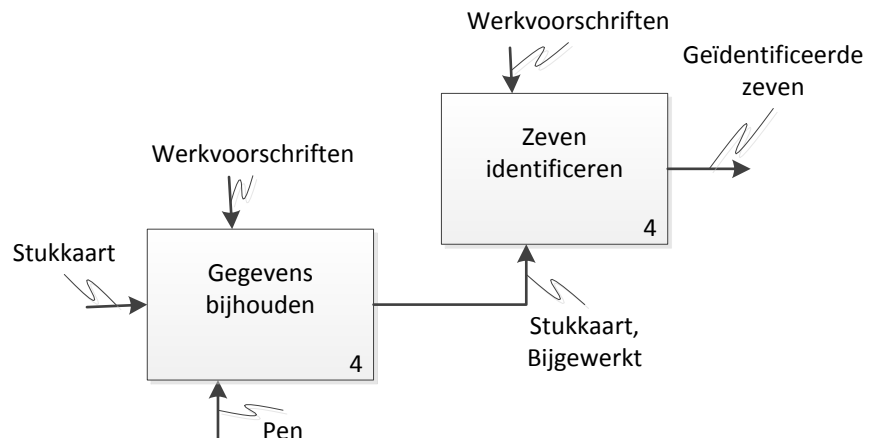 Werkvoorschriften
Geïdentificeerde
zeven
Zeven
identificeren
4
Werkvoorschriften
Stukkaart
Gegevens
bijhouden
4
Stukkaart,
Bijgewerkt
Pen